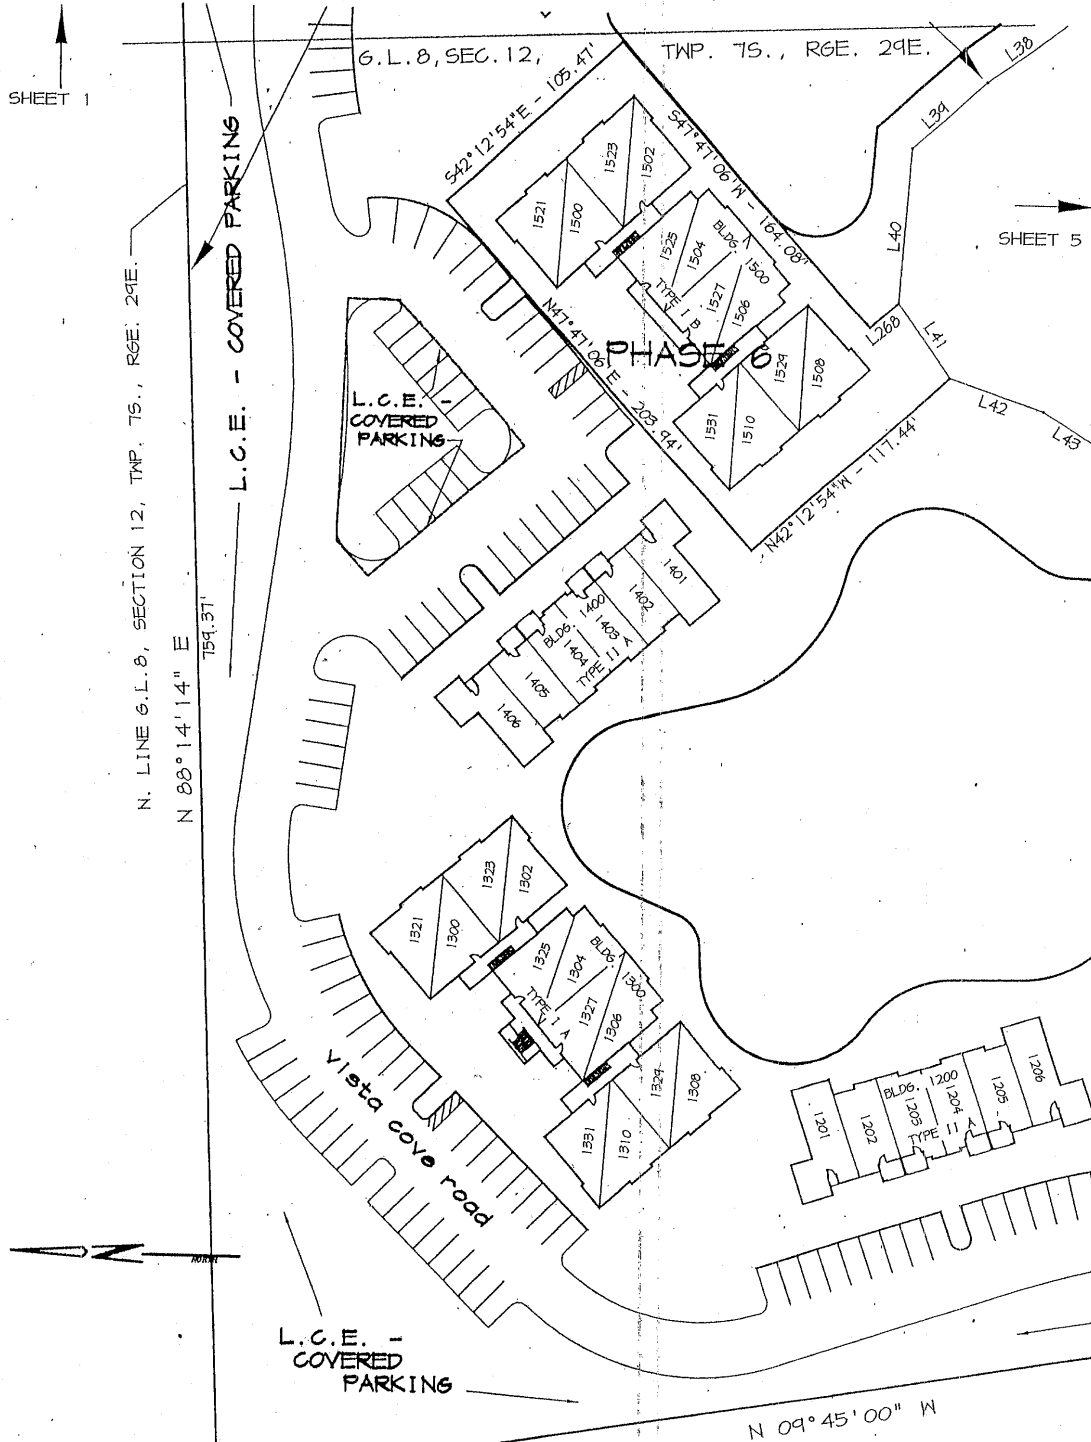 G.L.8, SEC. 12,
TWP. 7S., RGE. 29E.
SHEET 1
SHEET 5
L38
L39
L40
L41
L42
L43
L268
S42°12'54"E - 105.47'
S47°47'06"W - 164.08'
N47°47'06"E - 203.94'
N42°12'54"W - 117.44'
L.C.E. - COVERED PARKING
N. LINE G.L.8, SECTION 12, TWP. 7S., RGE. 29E.
N 88°14'14" E
759.37'
PHASE 6
1523
1502
1521
1500
1525
1504
BLDG. 1500
1527
1506
TYPE I B
1529
1508
1531
1510
L.C.E. -
COVERED
PARKING
1401
1402
BLDG. 1400
1403
1404
TYPE II A
1405
1406
1323
1302
1321
1300
1325
1304
BLDG. 1300
1327
1306
TYPE I A
1329
1308
1331
1310
vista cove road
1206
1205
BLDG. 1200
1204
1203
TYPE II A
1202
1201
N
L.C.E. -
COVERED
PARKING
N 09°45'00" W